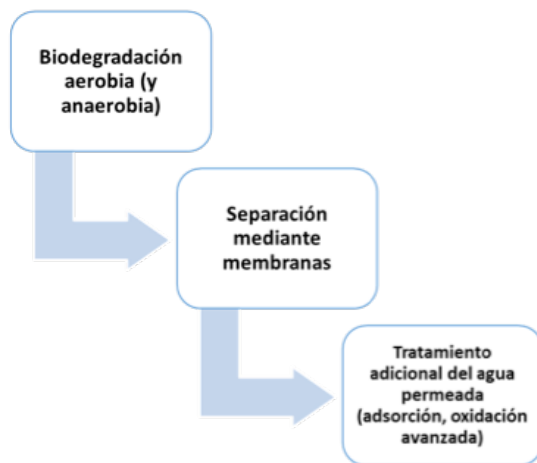 Biodegradación
aerobia (y
anaerobia)
Separación
mediante
membranas
Tratamiento
adicional del agua
permeada
(adsorción, oxidación
avanzada)